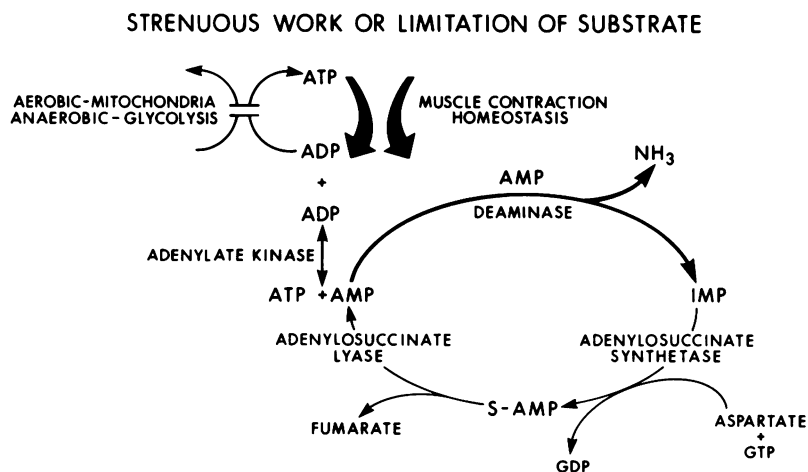 STRENUOUS WORK OR LIMITATION OF SUBSTRATE
ATP
AEROBIC-MITOCHONDRIA
ANAEROBIC-GLYCOLYSIS
MUSCLE CONTRACTION
HOMEOSTASIS
ADP
+
ADP
NH3
AMP
DEAMINASE
ADENYLATE KINASE
ATP + AMP
IMP
ADENYLOSUCCINATE
LYASE
ADENYLOSUCCINATE
SYNTHETASE
S-AMP
FUMARATE
ASPARTATE
+
GTP
GDP